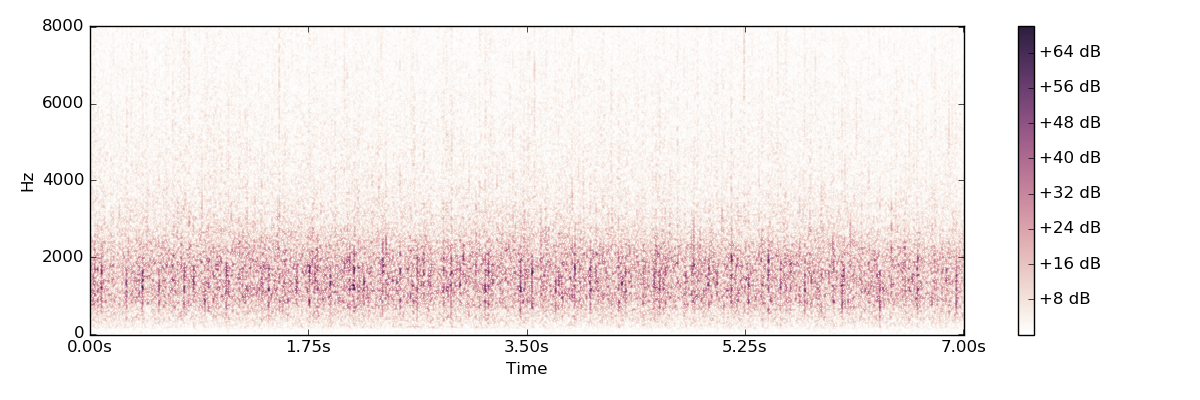 8000
6000
4000
2000
0
Hz
0.00s 1.75s 3.50s 5.25s 7.00s
Time
+64 dB
+56 dB
+48 dB
+40 dB
+32 dB
+24 dB
+16 dB
+8 dB